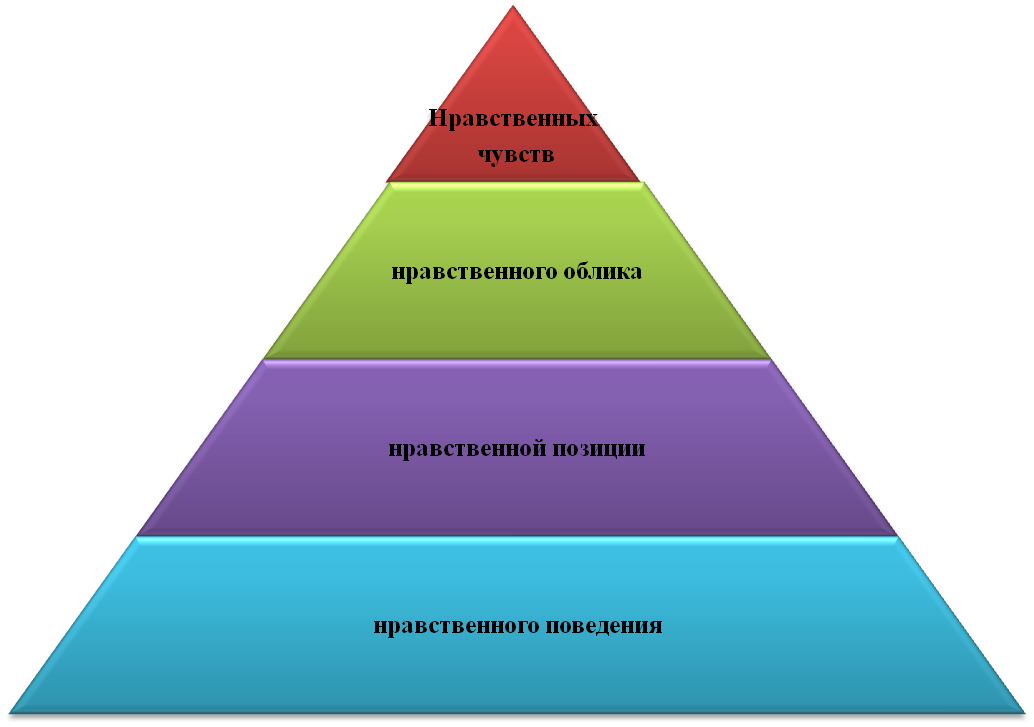 Нравственных
чувств
нравственного облика
нравственной позиции
нравственного поведения